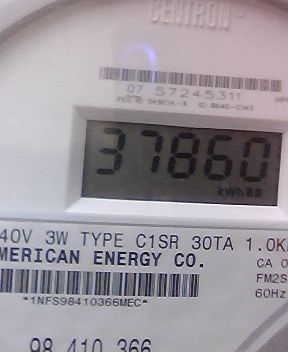 CENTRON®
07 57245311
37860
kWh
40V 3W TYPE C1SR 30TA 1.0K
MERICAN ENERGY CO.
CA 0
FM2S
60Hz
*1NFS98410366MEC*
98 410 366